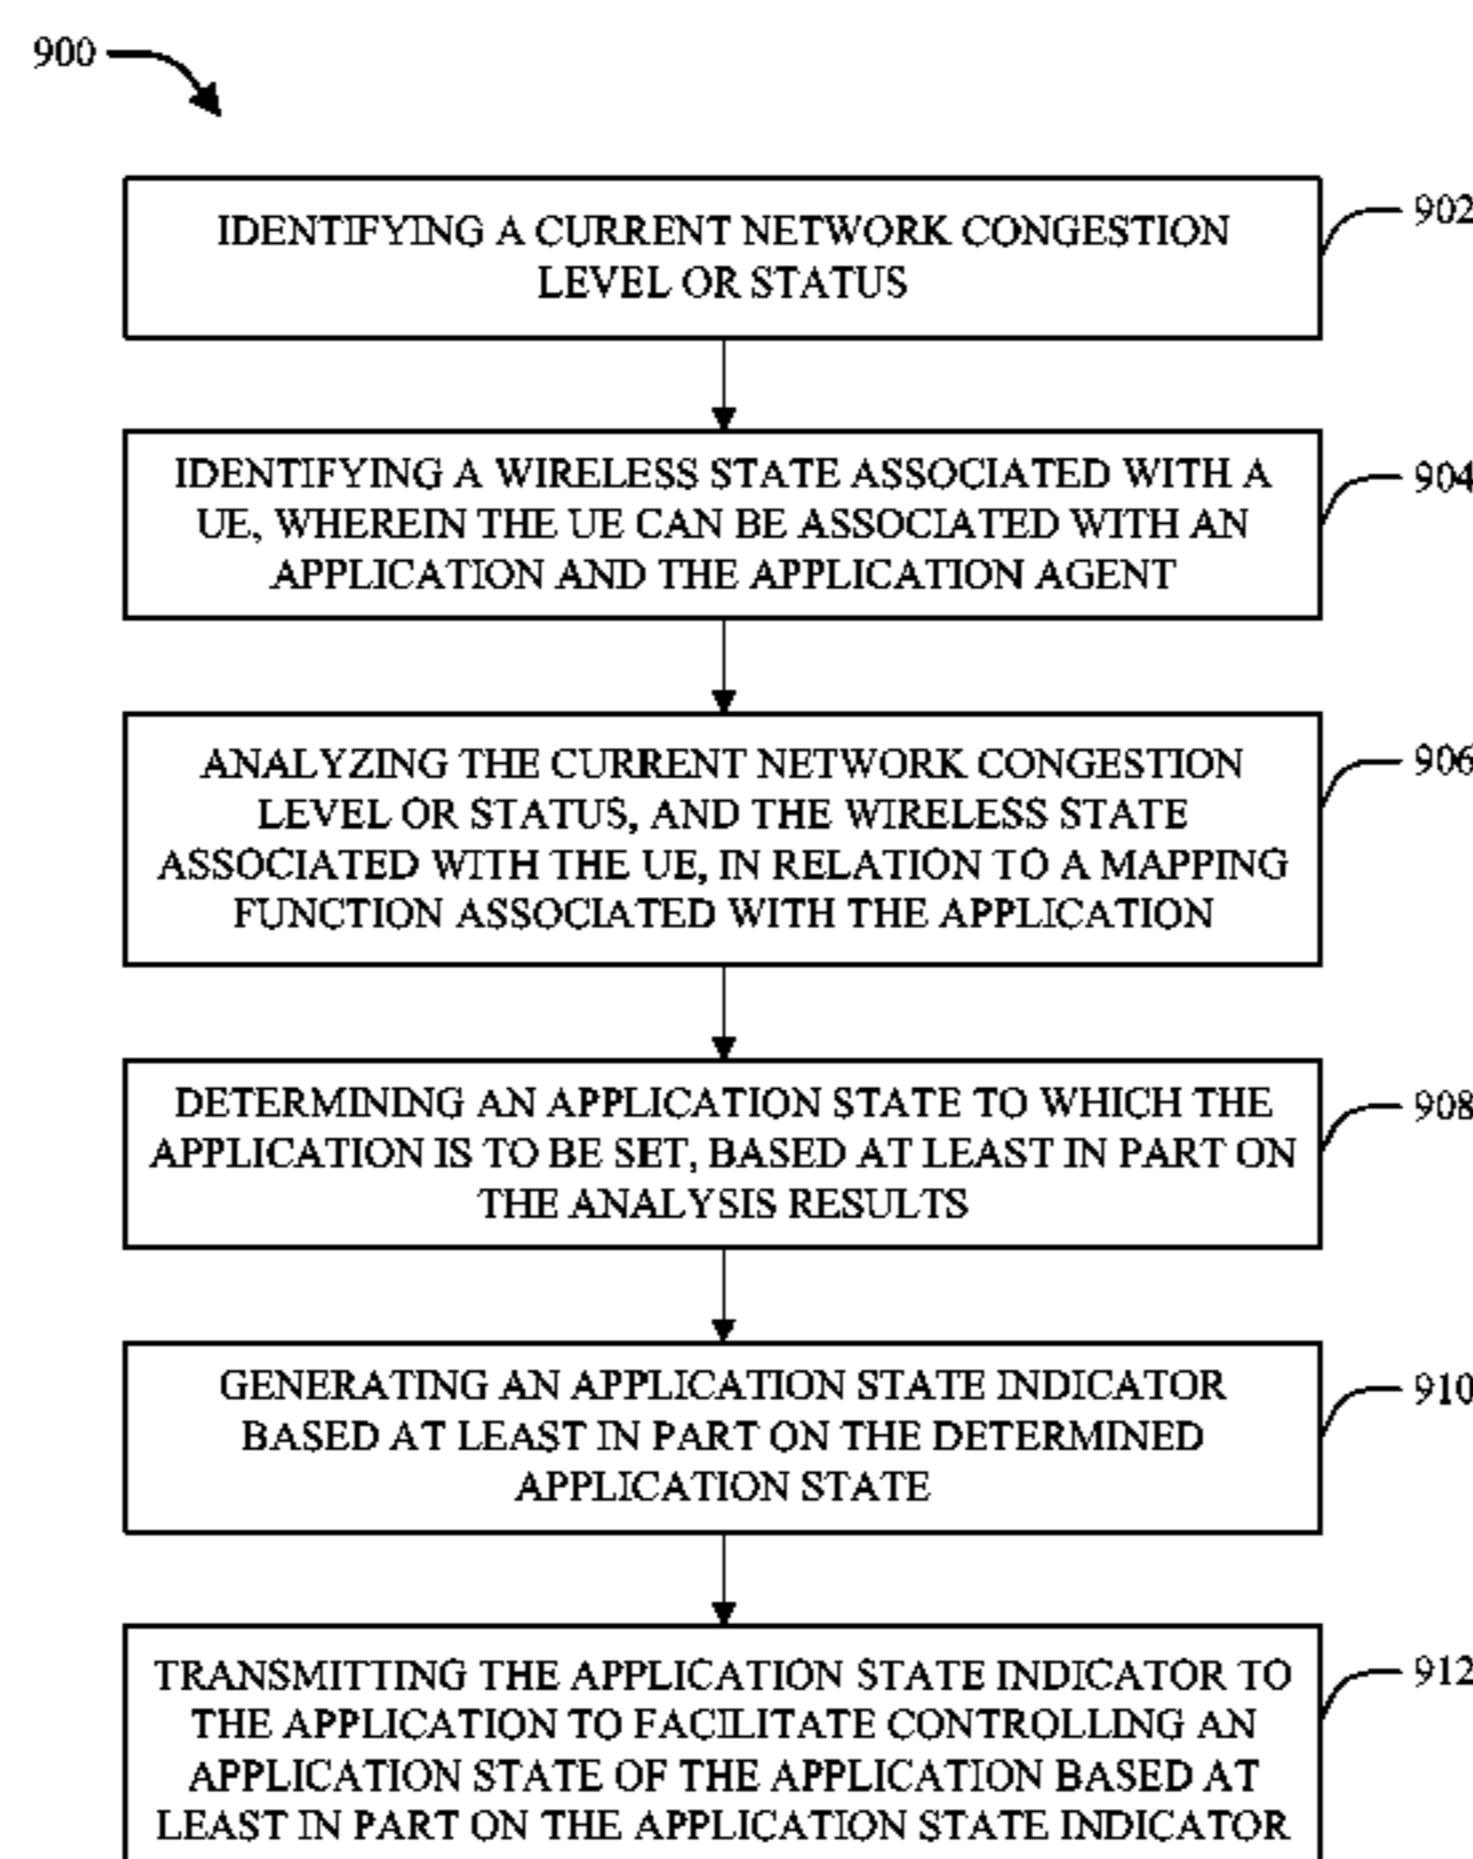 900
IDENTIFYING A CURRENT NETWORK CONGESTION
LEVEL OR STATUS
902
IDENTIFYING A WIRELESS STATE ASSOCIATED WITH A
UE, WHEREIN THE UE CAN BE ASSOCIATED WITH AN
APPLICATION AND THE APPLICATION AGENT
904
ANALYZING THE CURRENT NETWORK CONGESTION
LEVEL OR STATUS, AND THE WIRELESS STATE
ASSOCIATED WITH THE UE, IN RELATION TO A MAPPING
FUNCTION ASSOCIATED WITH THE APPLICATION
906
DETERMINING AN APPLICATION STATE TO WHICH THE
APPLICATION IS TO BE SET, BASED AT LEAST IN PART ON
THE ANALYSIS RESULTS
908
GENERATING AN APPLICATION STATE INDICATOR
BASED AT LEAST IN PART ON THE DETERMINED
APPLICATION STATE
910
TRANSMITTING THE APPLICATION STATE INDICATOR TO
THE APPLICATION TO FACILITATE CONTROLLING AN
APPLICATION STATE OF THE APPLICATION BASED AT
LEAST IN PART ON THE APPLICATION STATE INDICATOR
912